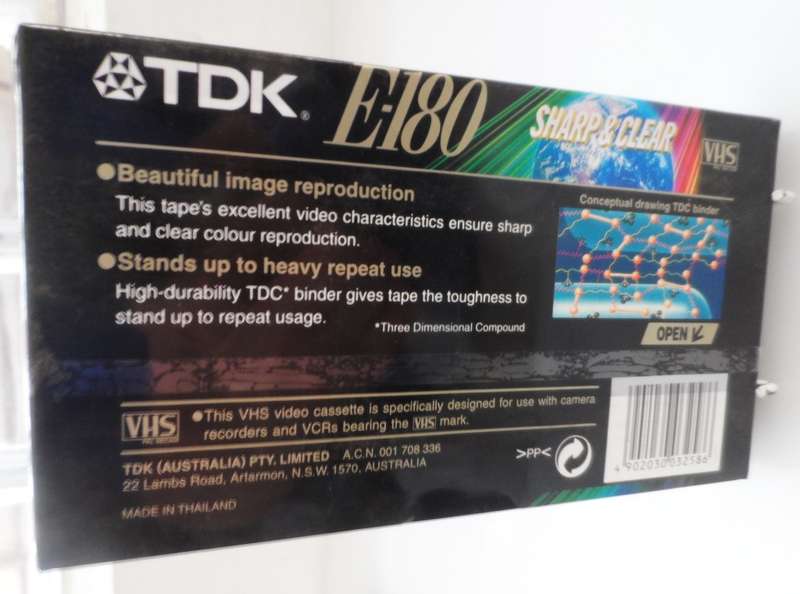 TDK® E-180 SHARP & CLEAR VHS
●Beautiful image reproduction
This tape's excellent video characteristics ensure sharp
and clear colour reproduction.
●Stands up to heavy repeat use
High-durability TDC* binder gives tape the toughness to
stand up to repeat usage.
*Three Dimensional Compound
Conceptual drawing TDC binder
OPEN
VHS
●This VHS video cassette is specifically designed for use with camera
recorders and VCRs bearing the VHS mark.
TDK (AUSTRALIA) PTY. LIMITED A.C.N. 001 708 336
22 Lambs Road, Artarmon, N.S.W. 1570, AUSTRALIA
MADE IN THAILAND
>PP<
4 902030 032586